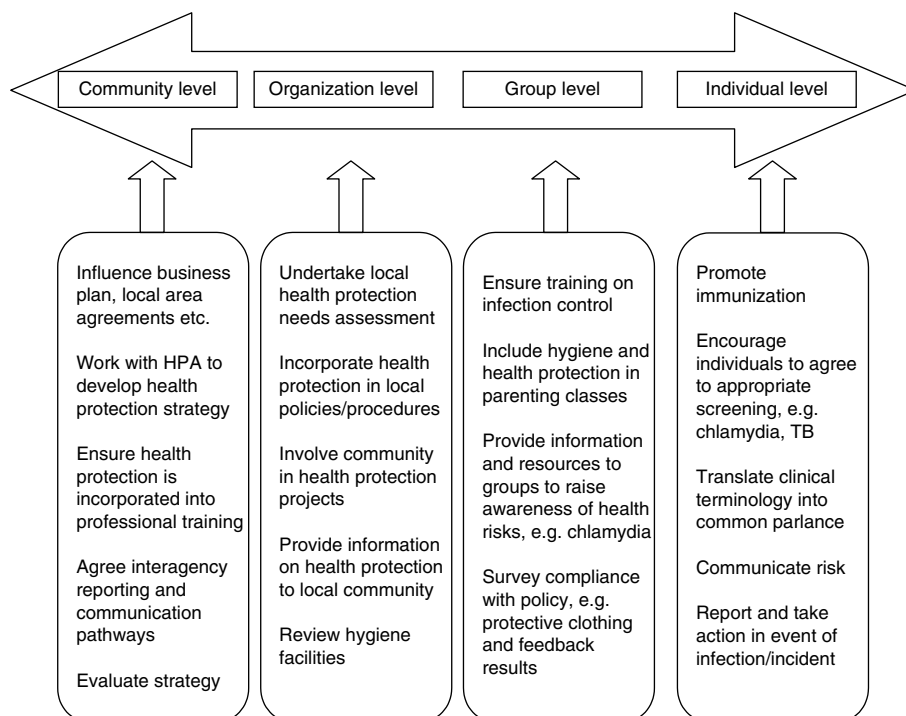 Community level
Organization level
Group level
Individual level
Influence business
plan, local area
agreements etc.
Work with HPA to
develop health
protection strategy
Ensure health
protection is
incorporated into
professional training
Agree interagency
reporting and
communication
pathways
Evaluate strategy
Undertake local
health protection
needs assessment
Incorporate health
protection in local
policies/procedures
Involve community
in health protection
projects
Provide information
on health protection
to local community
Review hygiene
facilities
Ensure training on
infection control
Include hygiene and
health protection in
parenting classes
Provide information
and resources to
groups to raise
awareness of health
risks, e.g. chlamydia
Survey compliance
with policy, e.g.
protective clothing
and feedback
results
Promote
immunization
Encourage
individuals to agree
to appropriate
screening, e.g.
chlamydia, TB
Translate clinical
terminology into
common parlance
Communicate risk
Report and take
action in event of
infection/incident